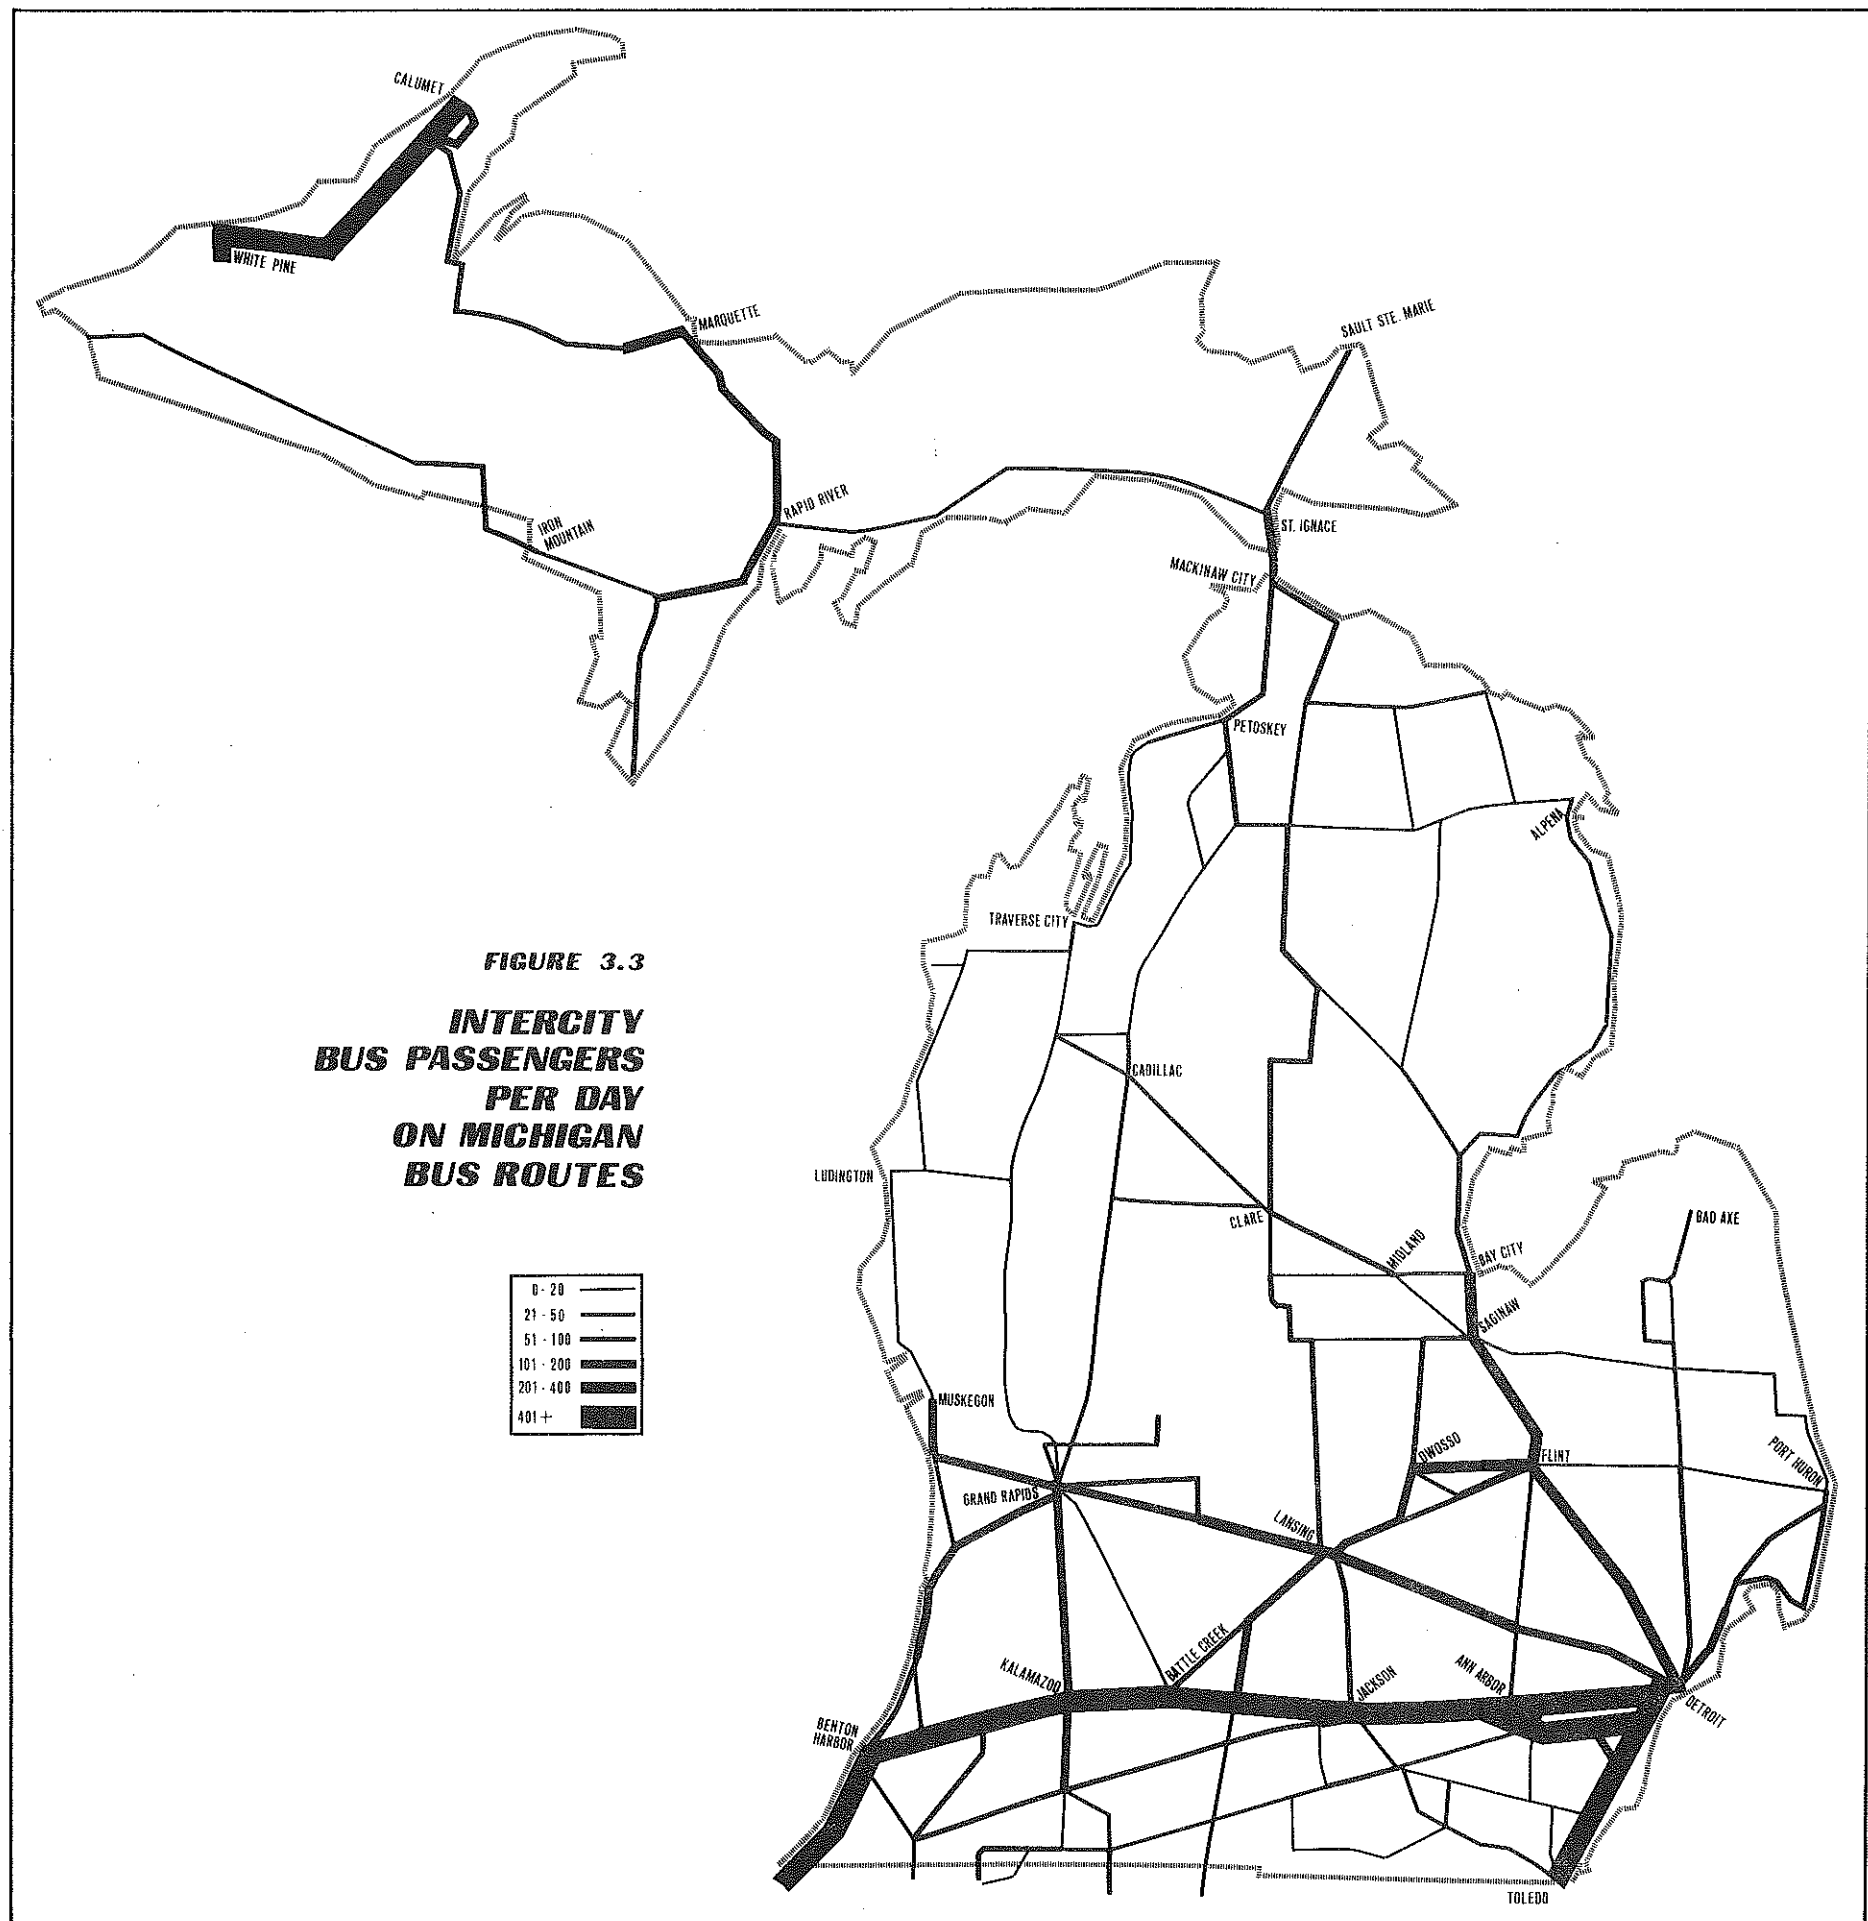 CALUMET
WHITE PINE
MARQUETTE
SAULT STE. MARIE
RAPID RIVER
IRON
MOUNTAIN
ST. IGNACE
MACKINAW CITY
PETOSKEY
ALPENA
TRAVERSE CITY
FIGURE 3.3
INTERCITY
BUS PASSENGERS
PER DAY
ON MICHIGAN
BUS ROUTES
CADILLAC
LUDINGTON
CLARE
MIDLAND
BAY CITY
BAD AXE
SAGINAW
0 - 20
21 - 50
51 - 100
101 - 200
201 - 400
401 +
MUSKEGON
OWOSSO
FLINT
PORT HURON
GRAND RAPIDS
LANSING
KALAMAZOO
BATTLE CREEK
JACKSON
ANN ARBOR
DETROIT
BENTON
HARBOR
TOLEDO